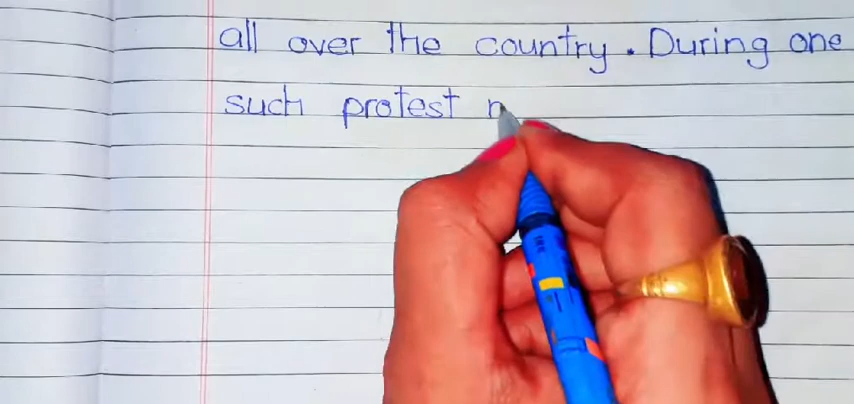 all over the country. During one
such protest